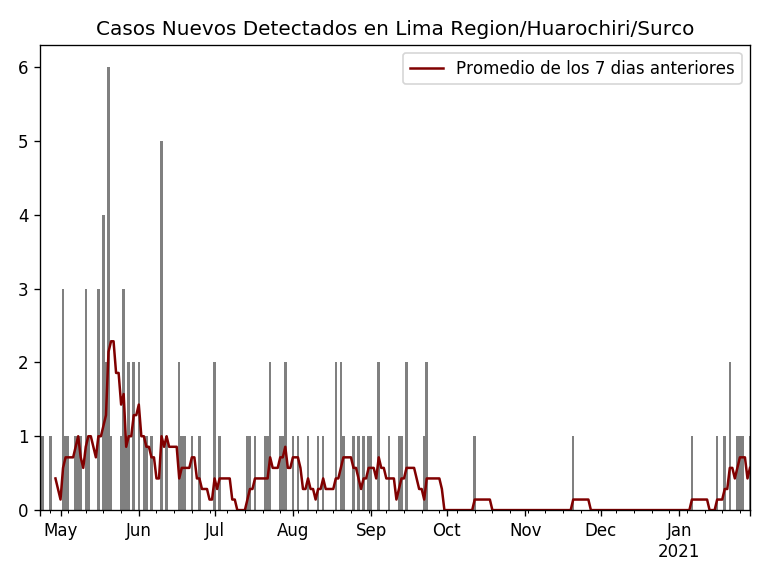 Casos Nuevos Detectados en Lima Region/Huarochiri/Surco
Promedio de los 7 dias anteriores
6
5
4
3
2
1
0
May Jun Jul Aug Sep Oct Nov Dec Jan
2021